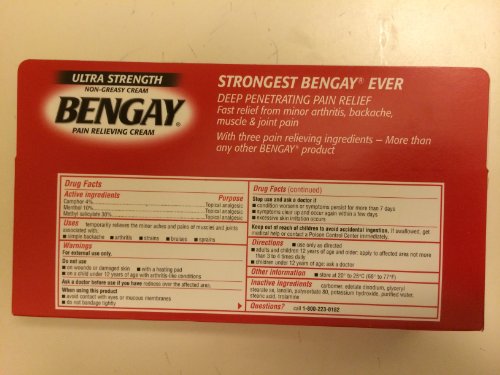 ULTRA STRENGTH
NON-GREASY CREAM
BENGAY®
PAIN RELIEVING CREAM
STRONGEST BENGAY® EVER
DEEP PENETRATING PAIN RELIEF
Fast relief from minor arthritis, backache,
muscle & joint pain
With three pain relieving ingredients – More than
any other BENGAY® product
Drug Facts
Active ingredients Purpose
Camphor 4%...Topical analgesic
Menthol 10%...Topical analgesic
Methyl salicylate 30%...Topical analgesic
Uses temporarily relieves the minor aches and pains of muscles and joints
associated with:
■ simple backache ■ arthritis ■ strains ■ bruises ■ sprains
Warnings
For external use only.
Do not use
■ on wounds or damaged skin ■ with a heating pad
■ on a child under 12 years of age with arthritis-like conditions
Ask a doctor before use if you have redness over the affected area.
When using this product
■ avoid contact with eyes or mucous membranes
■ do not bandage tightly
Drug Facts (continued)
Stop use and ask a doctor if
■ condition worsens or symptoms persist for more than 7 days
■ symptoms clear up and occur again within a few days
■ excessive skin irritation occurs
Keep out of reach of children to avoid accidental ingestion. If swallowed, get
medical help or contact a Poison Control Center immediately.
Directions ■ use only as directed
■ adults and children 12 years of age and older: apply to affected area not more
than 3 to 4 times daily
■ children under 12 years of age: ask a doctor
Other information ■ store at 20° to 25°C (68° to 77°F)
Inactive ingredients carbomer, edetate disodium, glyceryl
stearate se, lanolin, polysorbate 80, potassium hydroxide, purified water,
stearic acid, trolamine
Questions? call 1-800-223-0182